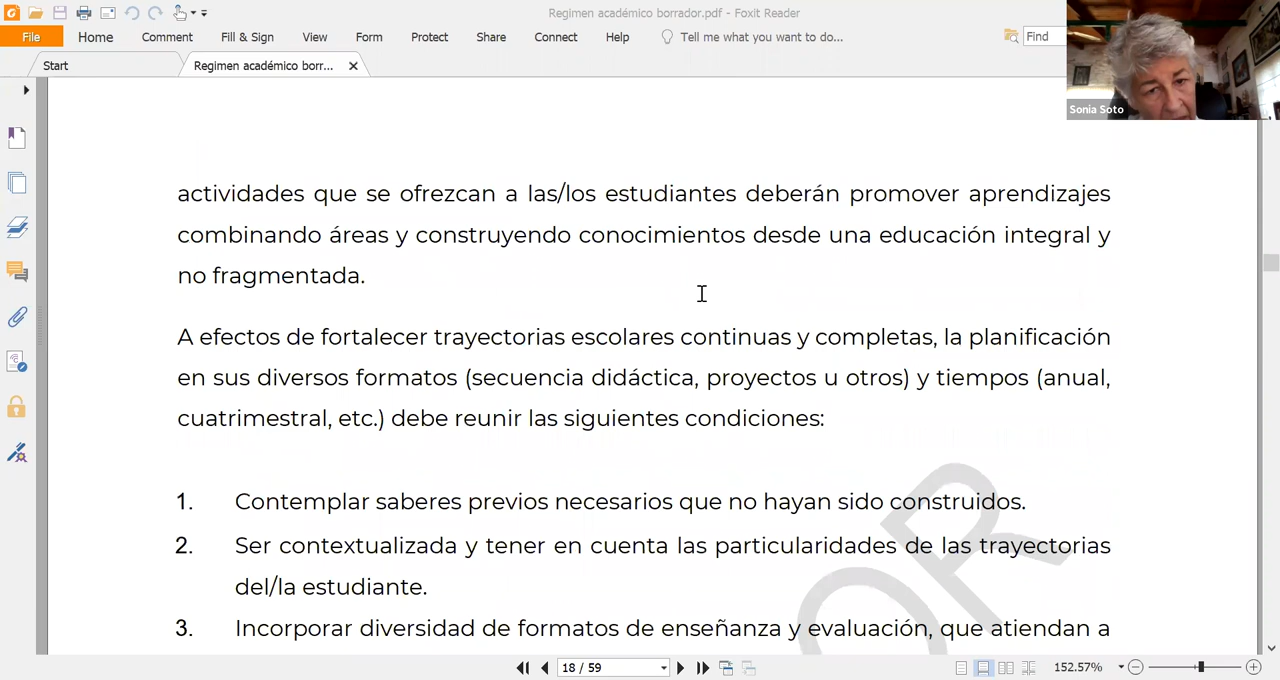 Regimen académico borrador.pdf - Foxit Reader
File Home Comment Fill & Sign View Form Protect Share Connect Help Tell me what you want to do... Find
Start Regimen académico borr...
Sonia Soto
actividades que se ofrezcan a las/los estudiantes deberán promover aprendizajes
combinando áreas y construyendo conocimientos desde una educación integral y
no fragmentada.
A efectos de fortalecer trayectorias escolares continuas y completas, la planificación
en sus diversos formatos (secuencia didáctica, proyectos u otros) y tiempos (anual,
cuatrimestral, etc.) debe reunir las siguientes condiciones:
1. Contemplar saberes previos necesarios que no hayan sido construidos.
2. Ser contextualizada y tener en cuenta las particularidades de las trayectorias
del/la estudiante.
3. Incorporar diversidad de formatos de enseñanza y evaluación, que atiendan a
OR
18 / 59
152.57%